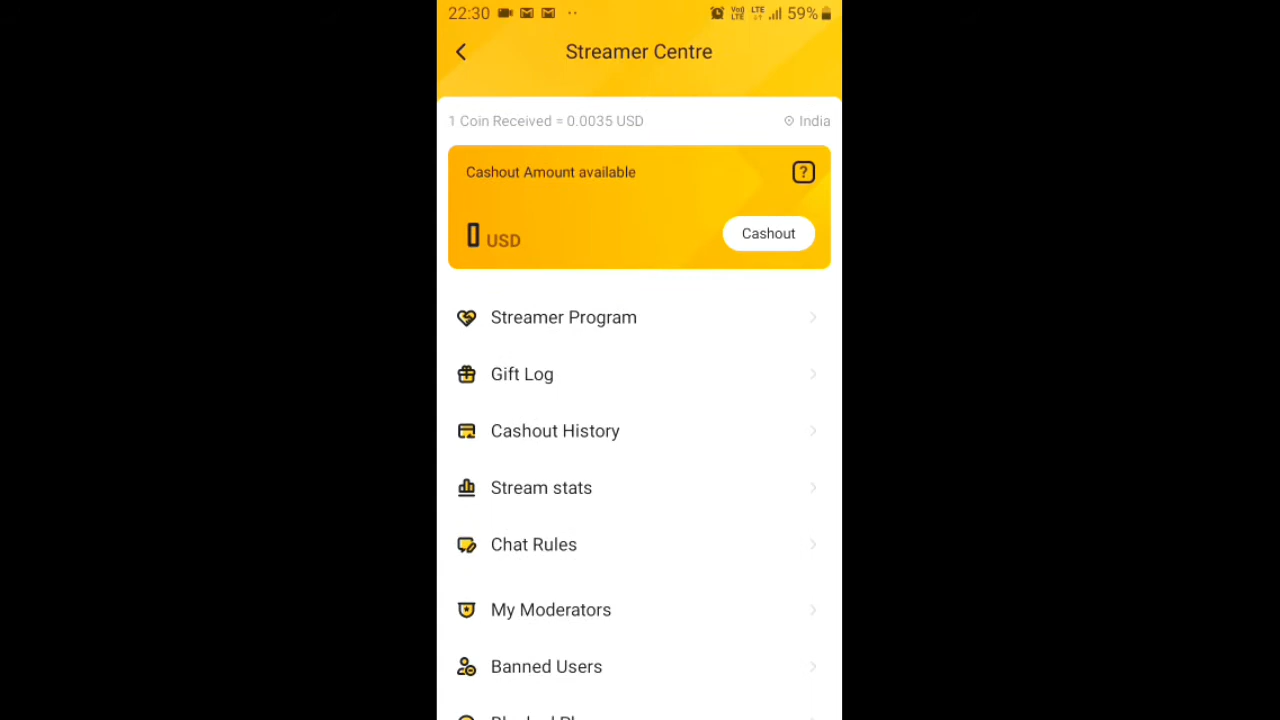 22:30 59%
Streamer Centre
1 Coin Received = 0.0035 USD India
Cashout Amount available ?
0 USD Cashout
Streamer Program
Gift Log
Cashout History
Stream stats
Chat Rules
My Moderators
Banned Users